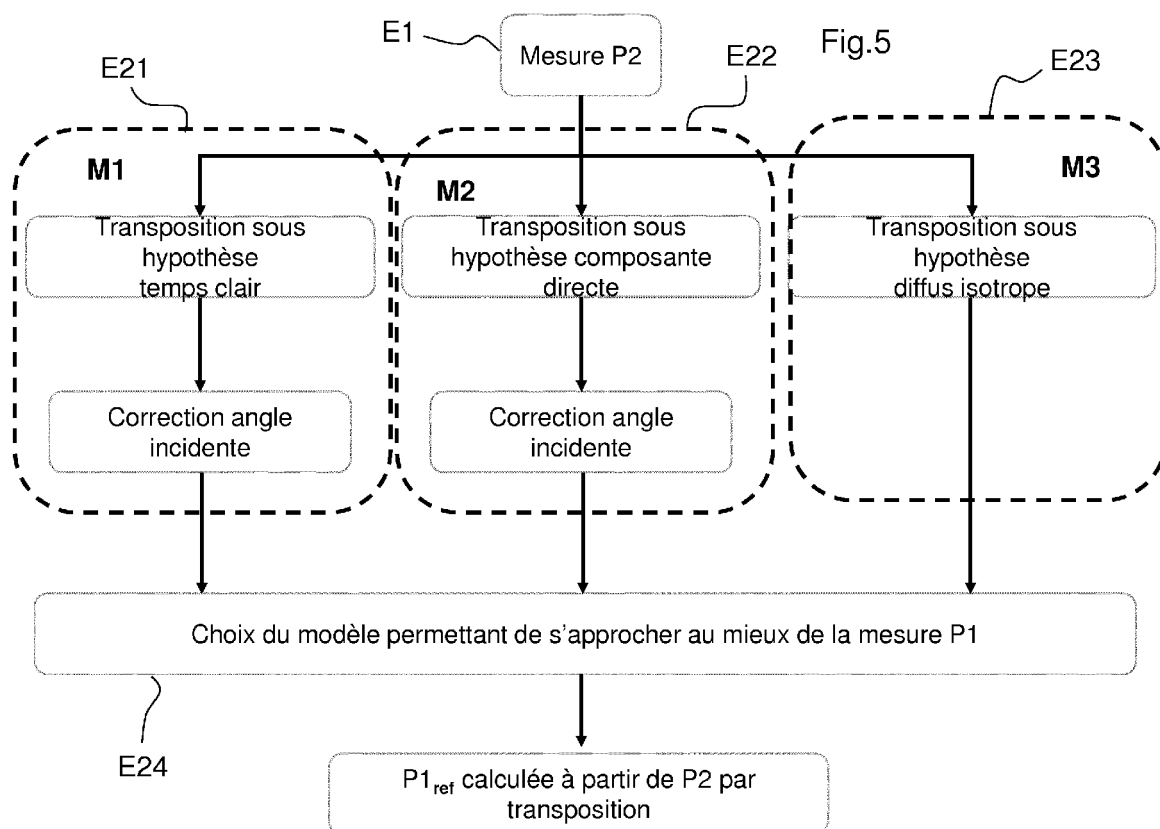 E1
Mesure P2
Fig.5
E21
E22
E23
M1
M2
M3
Transposition sous
hypothèse
temps clair
Transposition sous
hypothèse composante
directe
Transposition sous
hypothèse
diffus isotrope
Correction angle
incidente
Correction angle
incidente
Choix du modèle permettant de s'approcher au mieux de la mesure P1
E24
P1ref calculée à partir de P2 par
transposition